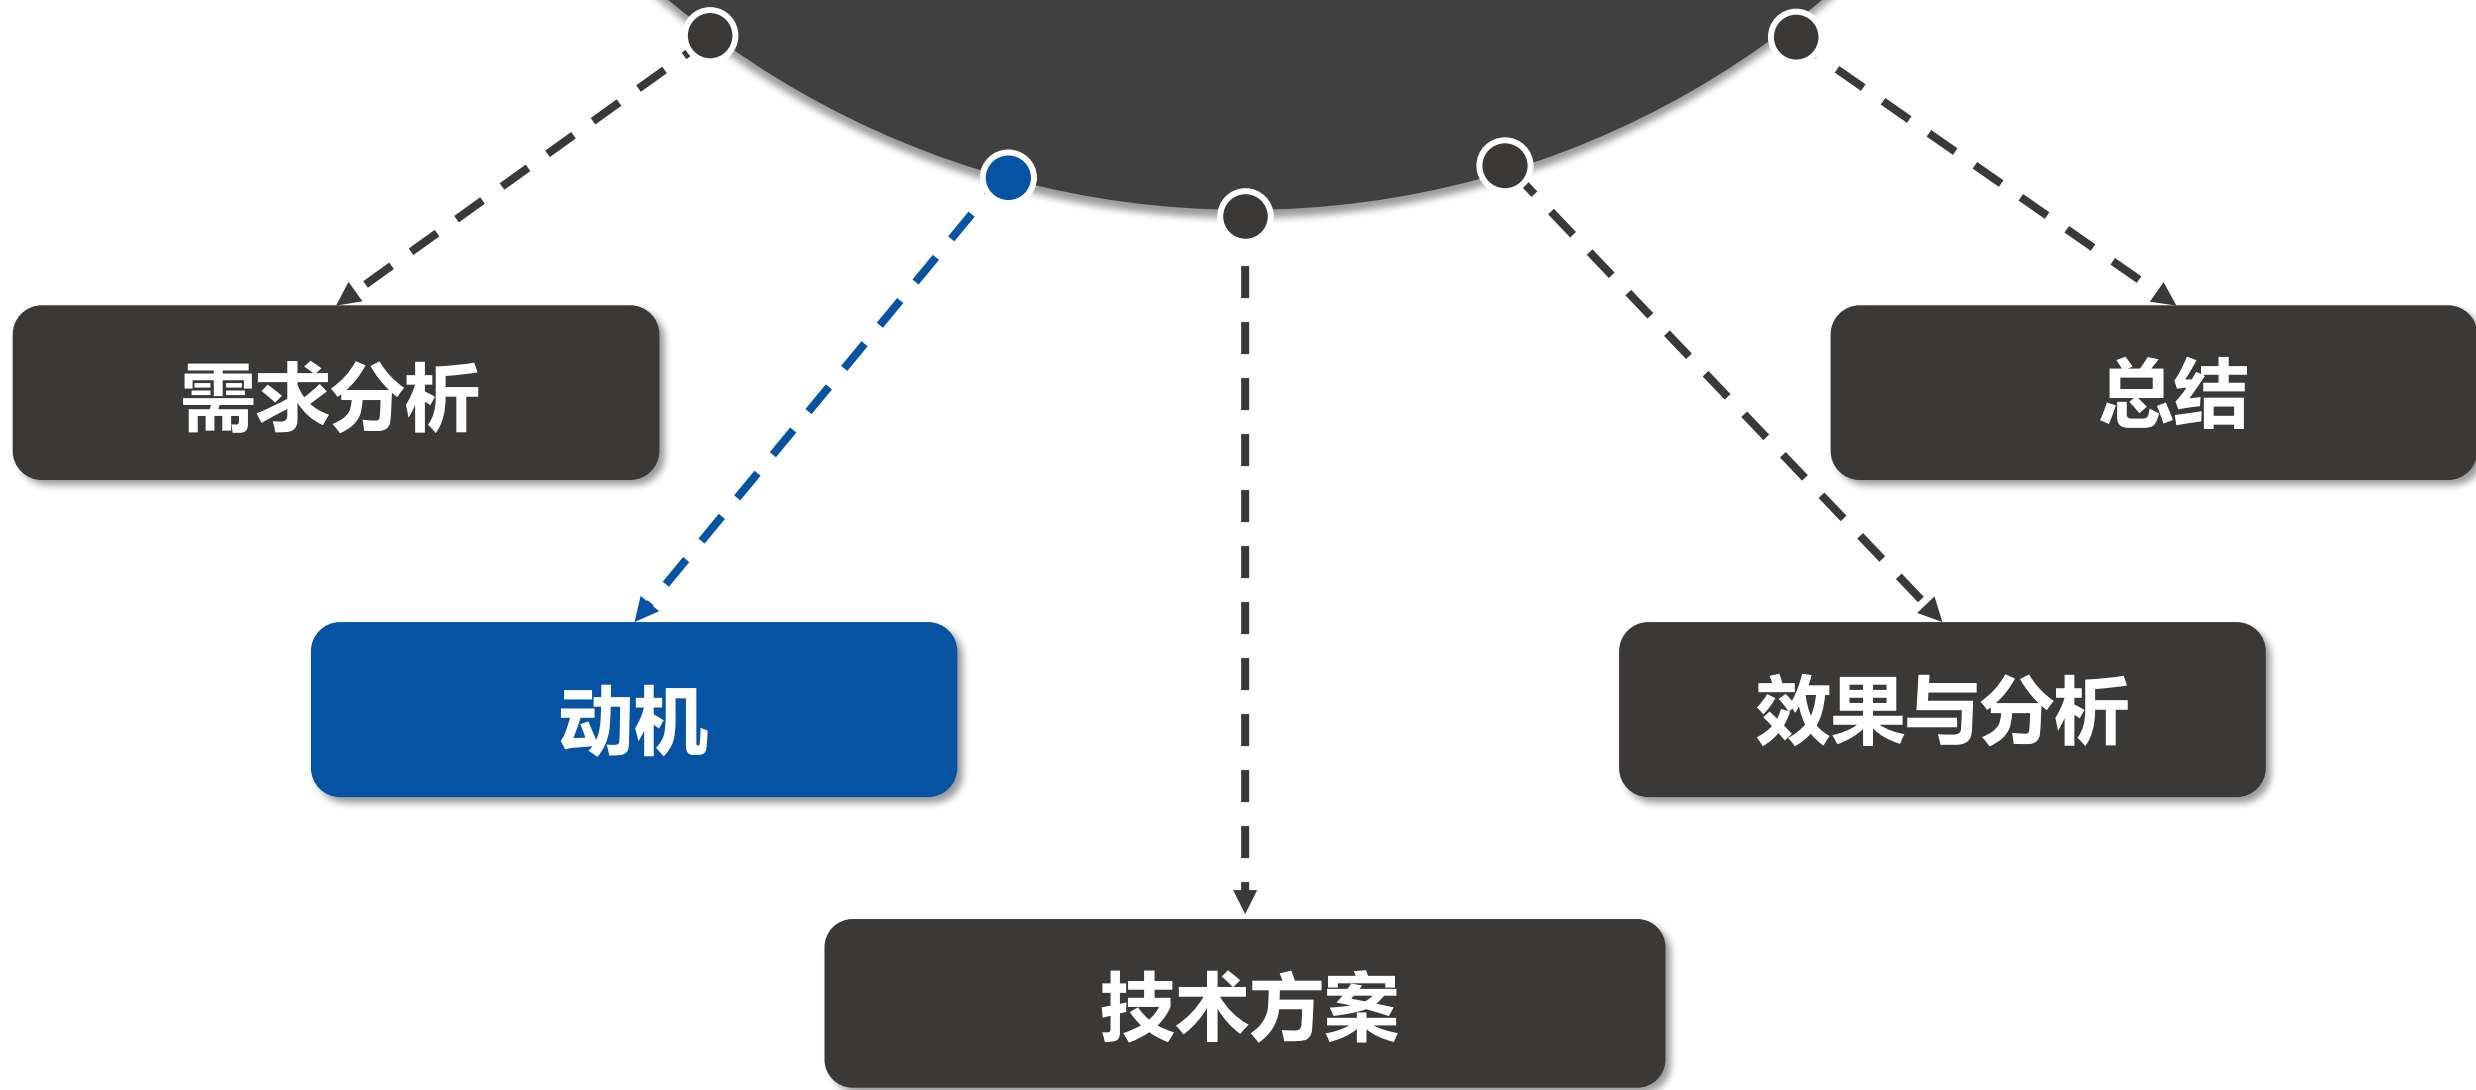 需求分析
总结
动机
效果与分析
技术方案